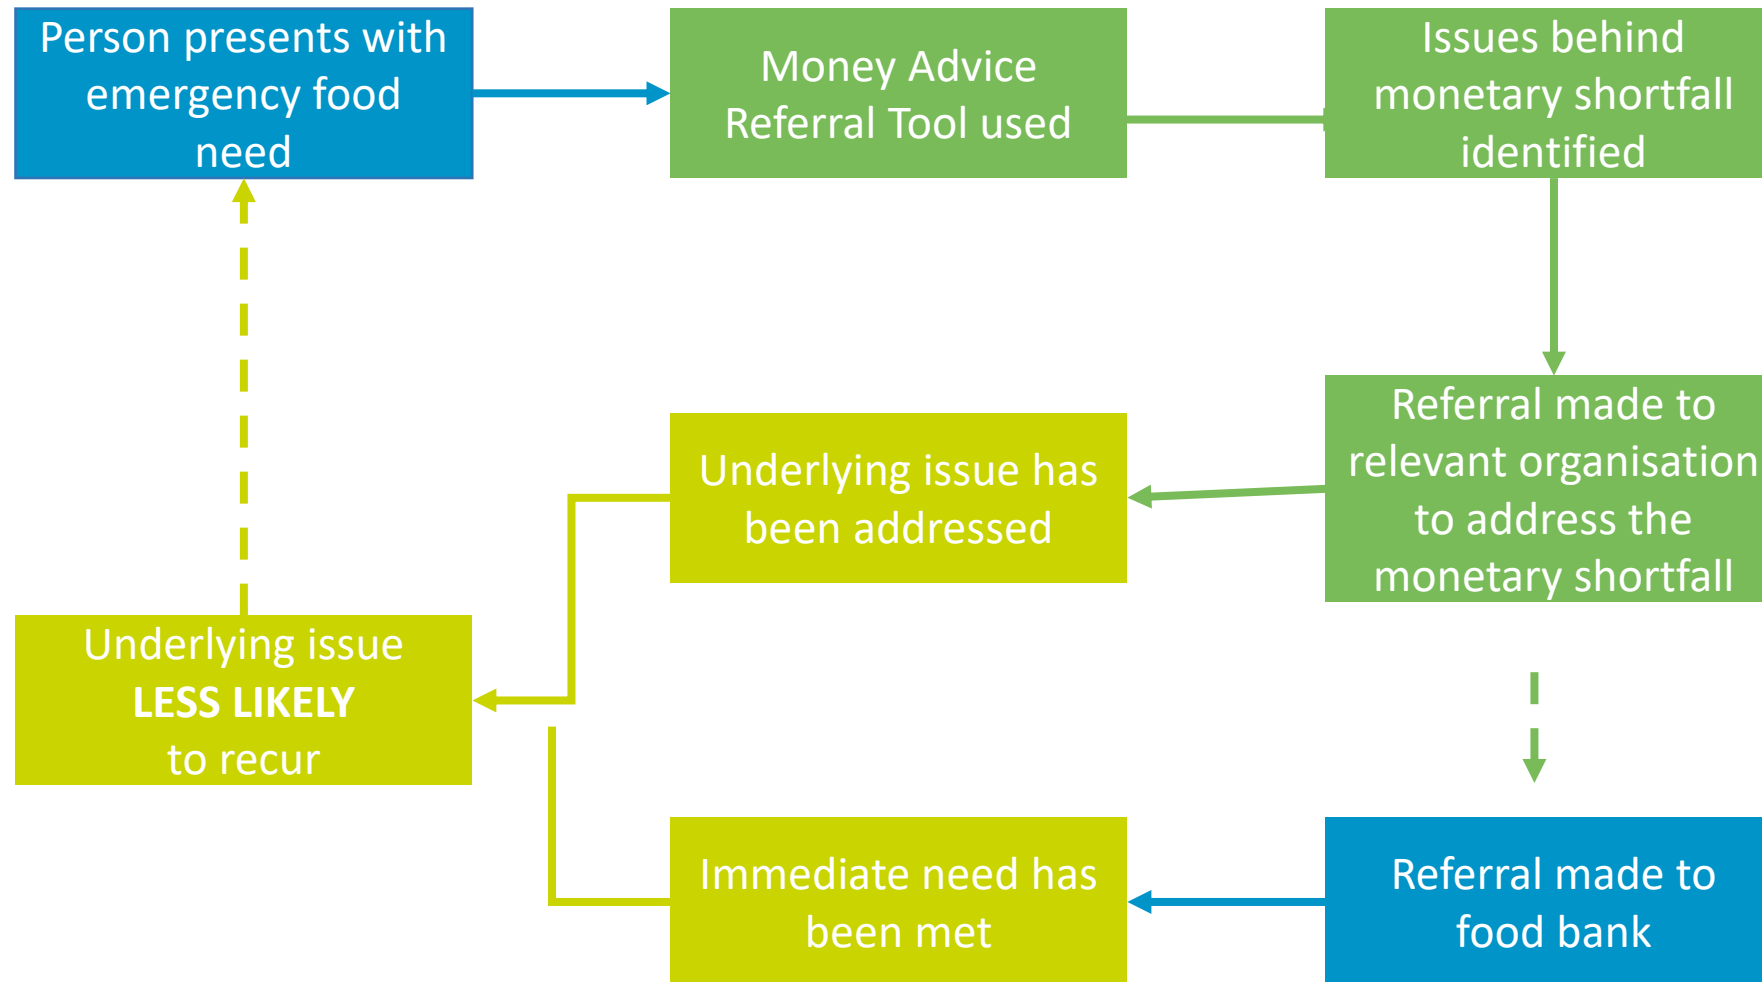 Person presents with
emergency food
need
Money Advice
Referral Tool used
Issues behind
monetary shortfall
identified
Referral made to
relevant organisation
to address the
monetary shortfall
Underlying issue has
been addressed
Underlying issue
LESS LIKELY
to recur
Immediate need has
been met
Referral made to
food bank